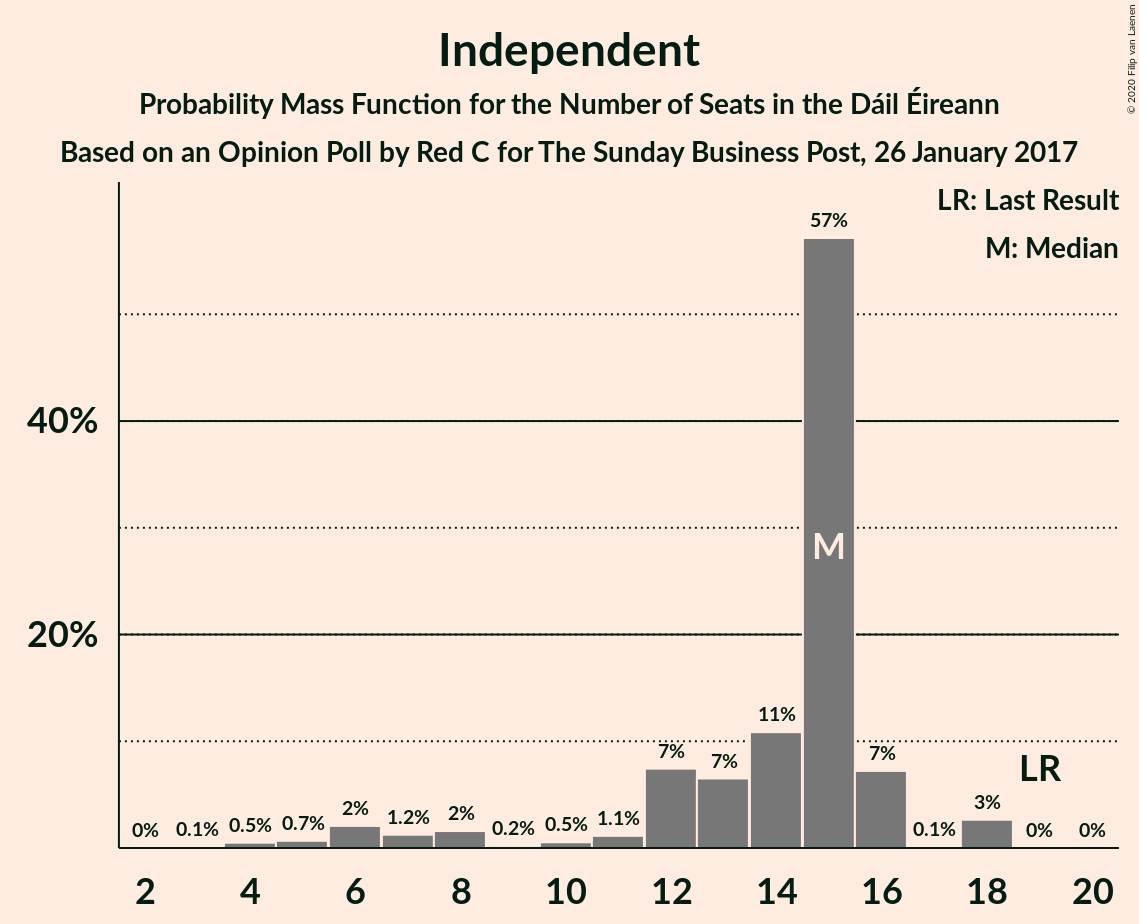 Independent
Probability Mass Function for the Number of Seats in the Dáil Éireann
Based on an Opinion Poll by Red C for The Sunday Business Post, 26 January 2017
© 2020 Filip van Laenen
LR: Last Result
M: Median
57%
40%
M
20%
11%
7%
7%
7%
LR
2%
3%
0%
0.1%
0.5%
0.7%
1.2%
2%
0.2%
0.5%
1.1%
0.1%
0%
0%
2 4 6 8 10 12 14 16 18 20